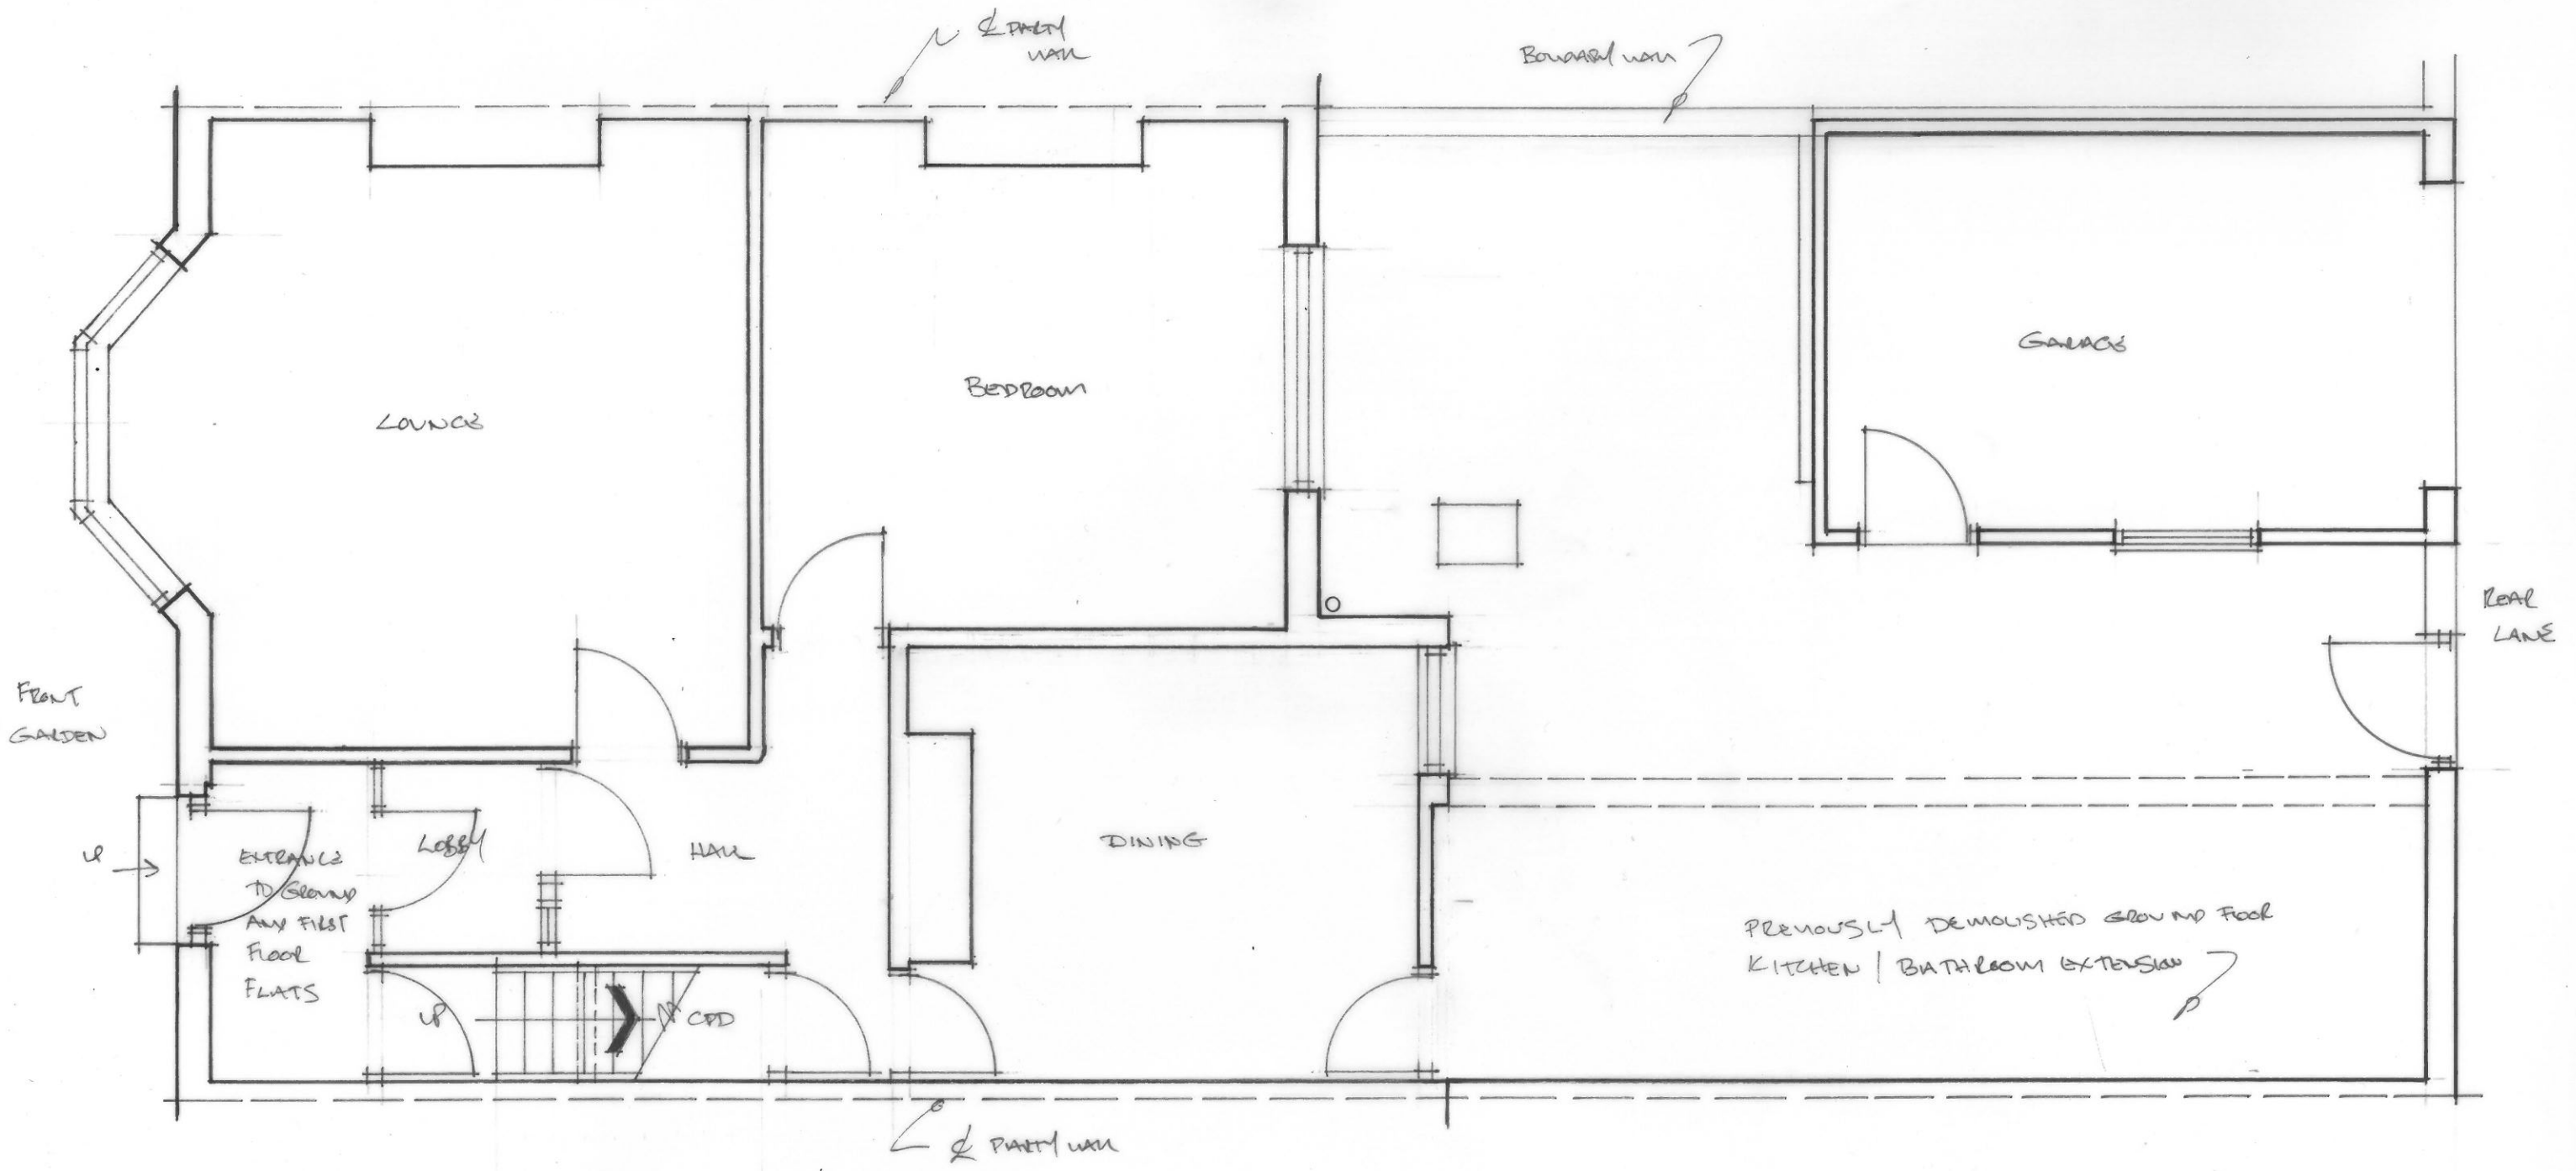 ℄ PARTY
WALL
BOUNDARY WALL
GARAGE
BEDROOM
LOUNGE
REAR
LANE
FRONT
GARDEN
UP
ENTRANCE
TO GROUND
AND FIRST
FLOOR
FLATS
LOBBY
HALL
DINING
PREVIOUSLY DEMOLISHED GROUND FLOOR
KITCHEN / BATHROOM EXTENSION
UP
CPD
℄ PARTY WALL